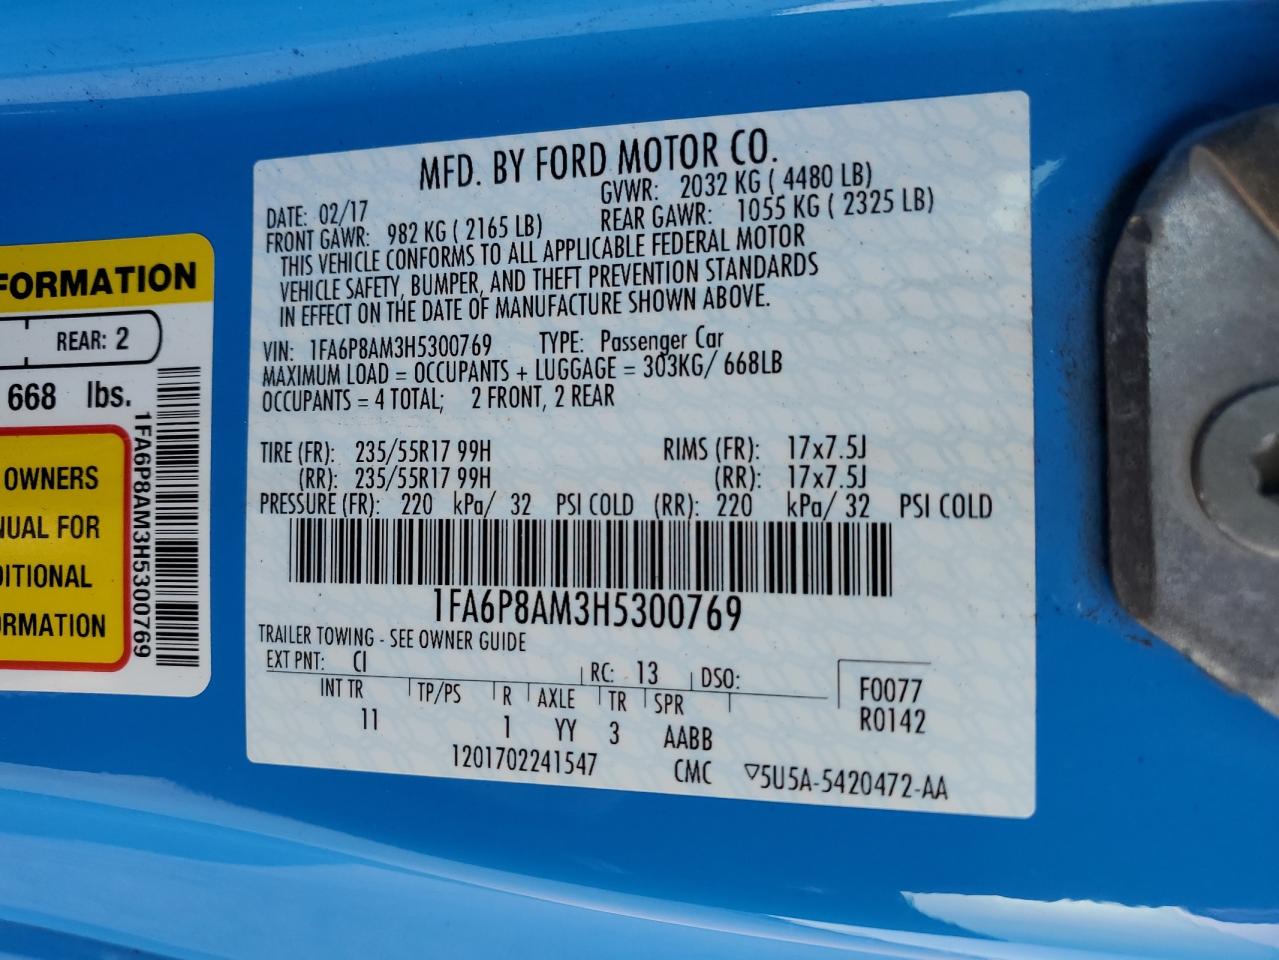 MFD. BY FORD MOTOR CO.
DATE: 02/17 GVWR: 2032 KG ( 4480 LB)
FRONT GAWR: 982 KG ( 2165 LB) REAR GAWR: 1055 KG ( 2325 LB)
THIS VEHICLE CONFORMS TO ALL APPLICABLE FEDERAL MOTOR
VEHICLE SAFETY, BUMPER, AND THEFT PREVENTION STANDARDS
IN EFFECT ON THE DATE OF MANUFACTURE SHOWN ABOVE.
VIN: 1FA6P8AM3H5300769 TYPE: Passenger Car
MAXIMUM LOAD = OCCUPANTS + LUGGAGE = 303KG/ 668LB
OCCUPANTS = 4 TOTAL; 2 FRONT, 2 REAR
TIRE (FR): 235/55R17 99H RIMS (FR): 17x7.5J
(RR): 235/55R17 99H (RR): 17x7.5J
PRESSURE (FR): 220 kPa/ 32 PSI COLD (RR): 220 kPa/ 32 PSI COLD
1FA6P8AM3H5300769
TRAILER TOWING - SEE OWNER GUIDE
EXT PNT: CI RC: 13 DSO:
INT TR TP/PS R AXLE TR SPR F0077
11 1 YY 3 AABB R0142
1201702241547 CMC ▽5U5A-5420472-AA
FORMATION
REAR: 2
668 lbs.
OWNERS
NUAL FOR
DITIONAL
ORMATION
1FA6P8AM3H5300769